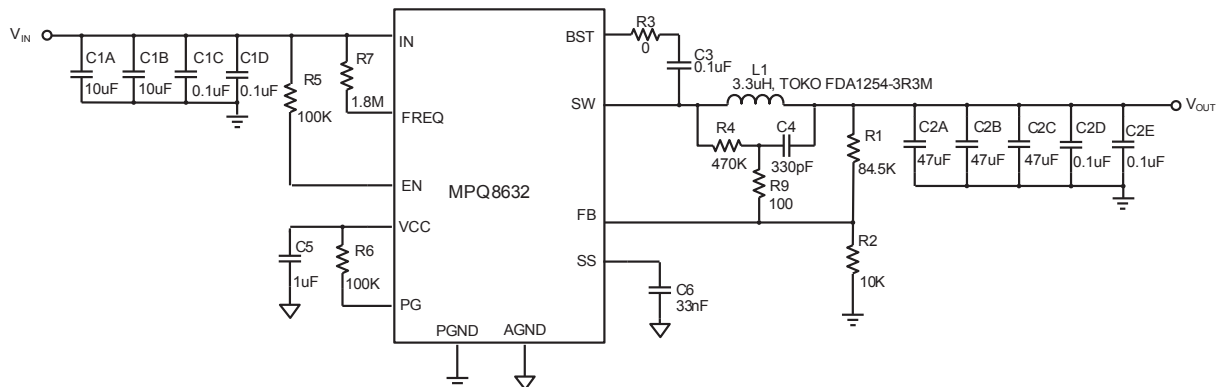 V_IN
C1A
10uF
C1B
10uF
C1C
0.1uF
C1D
0.1uF
R5
100K
R7
1.8M
IN
FREQ
EN
VCC
PG
PGND
AGND
MPQ8632
BST
SW
FB
SS
C5
1uF
R6
100K
R3
0
C3
0.1uF
L1
3.3uH, TOKO FDA1254-3R3M
R4
470K
C4
330pF
R9
100
R1
84.5K
R2
10K
C6
33nF
C2A
47uF
C2B
47uF
C2C
47uF
C2D
0.1uF
C2E
0.1uF
V_OUT